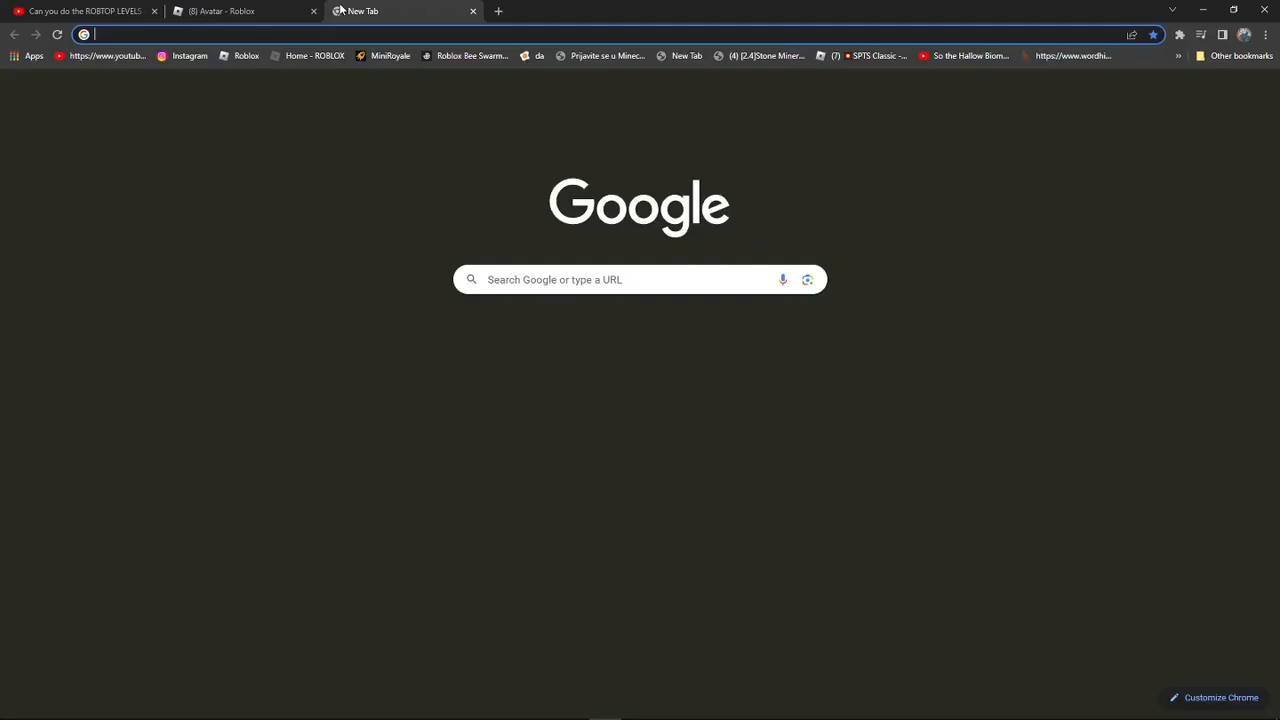 Can you do the ROBTOP LEVELS
(8) Avatar - Roblox
New Tab
Apps
https://www.youtub...
Instagram
Roblox
Home - ROBLOX
MiniRoyale
Roblox Bee Swarm...
da
Prijavite se u Minec...
New Tab
(4) [2.4]Stone Miner...
(7) SPTS Classic -...
So the Hallow Biom...
https://www.wordhi...
Other bookmarks
Google
Search Google or type a URL
Customize Chrome